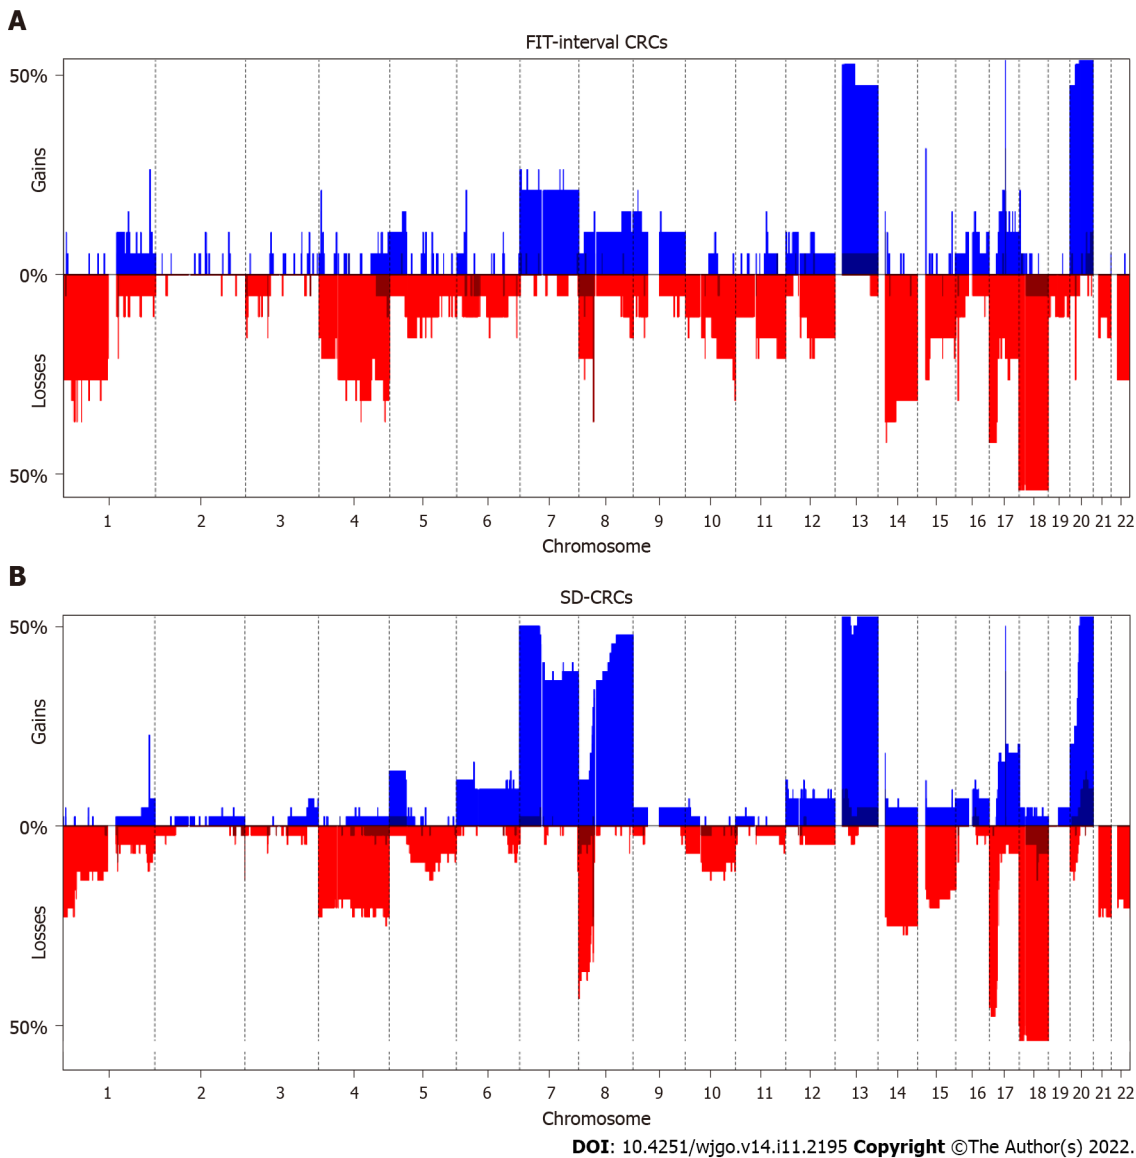 A
FIT-interval CRCs
50%
Gains
0%
Losses
50%
1 2 3 4 5 6 7 8 9 10 11 12 13 14 15 16 17 18 19 20 21 22
Chromosome
B
SD-CRCs
50%
Gains
0%
Losses
50%
1 2 3 4 5 6 7 8 9 10 11 12 13 14 15 16 17 18 19 20 21 22
Chromosome
DOI: 10.4251/wjgo.v14.i11.2195 Copyright ©The Author(s) 2022.